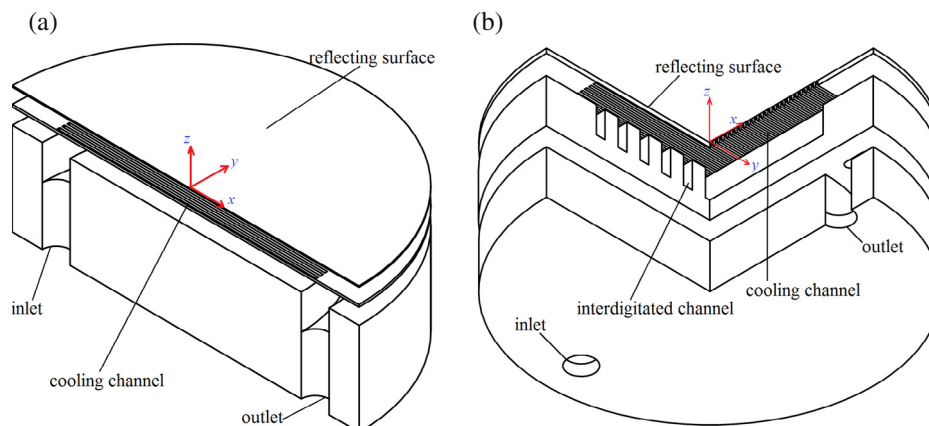 (a)
reflecting surface
z
y
x
inlet
cooling channel
outlet
(b)
reflecting surface
z
x
y
outlet
cooling channel
interdigitated channel
inlet